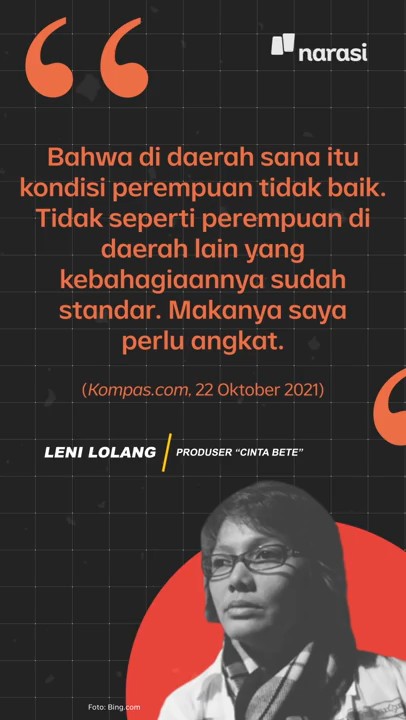 narasi
Bahwa di daerah sana itu
kondisi perempuan tidak baik.
Tidak seperti perempuan di
daerah lain yang
kebahagiaannya sudah
standar. Makanya saya
perlu angkat.
(Kompas.com, 22 Oktober 2021)
LENI LOLANG
PRODUSER “CINTA BETE”
Foto: Bing.com